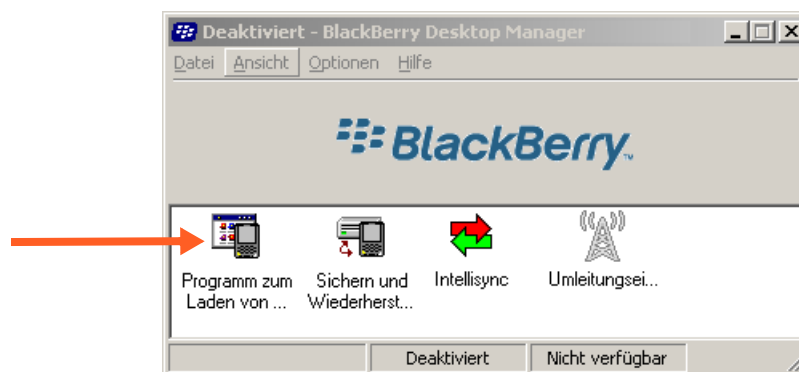 Deaktiviert - BlackBerry Desktop Manager
Datei Ansicht Optionen Hilfe
BlackBerry™
Programm zum Laden von ...
Sichern und Wiederherst...
Intellisync
Umleitungsei...
Deaktiviert Nicht verfügbar